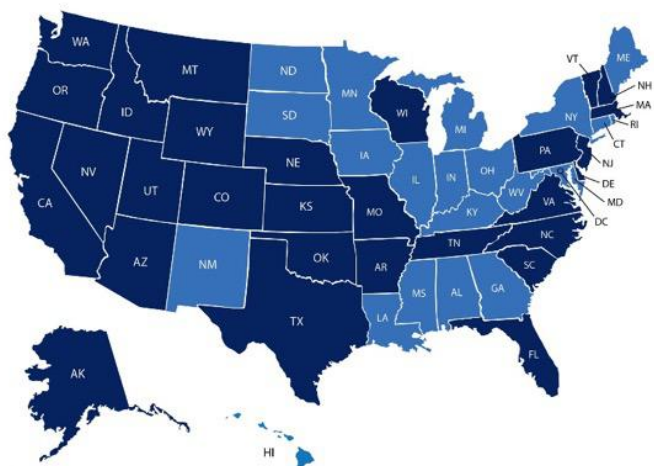 WA
MT
ND
MN
VT
ME
OR
ID
SD
WI
NH
WY
MI
NY
MA
RI
CT
NE
IA
PA
NJ
NV
IL
IN
OH
DE
UT
CO
WV
MD
CA
KS
MO
KY
VA
DC
AZ
NM
OK
AR
TN
NC
SC
TX
LA
MS
AL
GA
FL
AK
HI